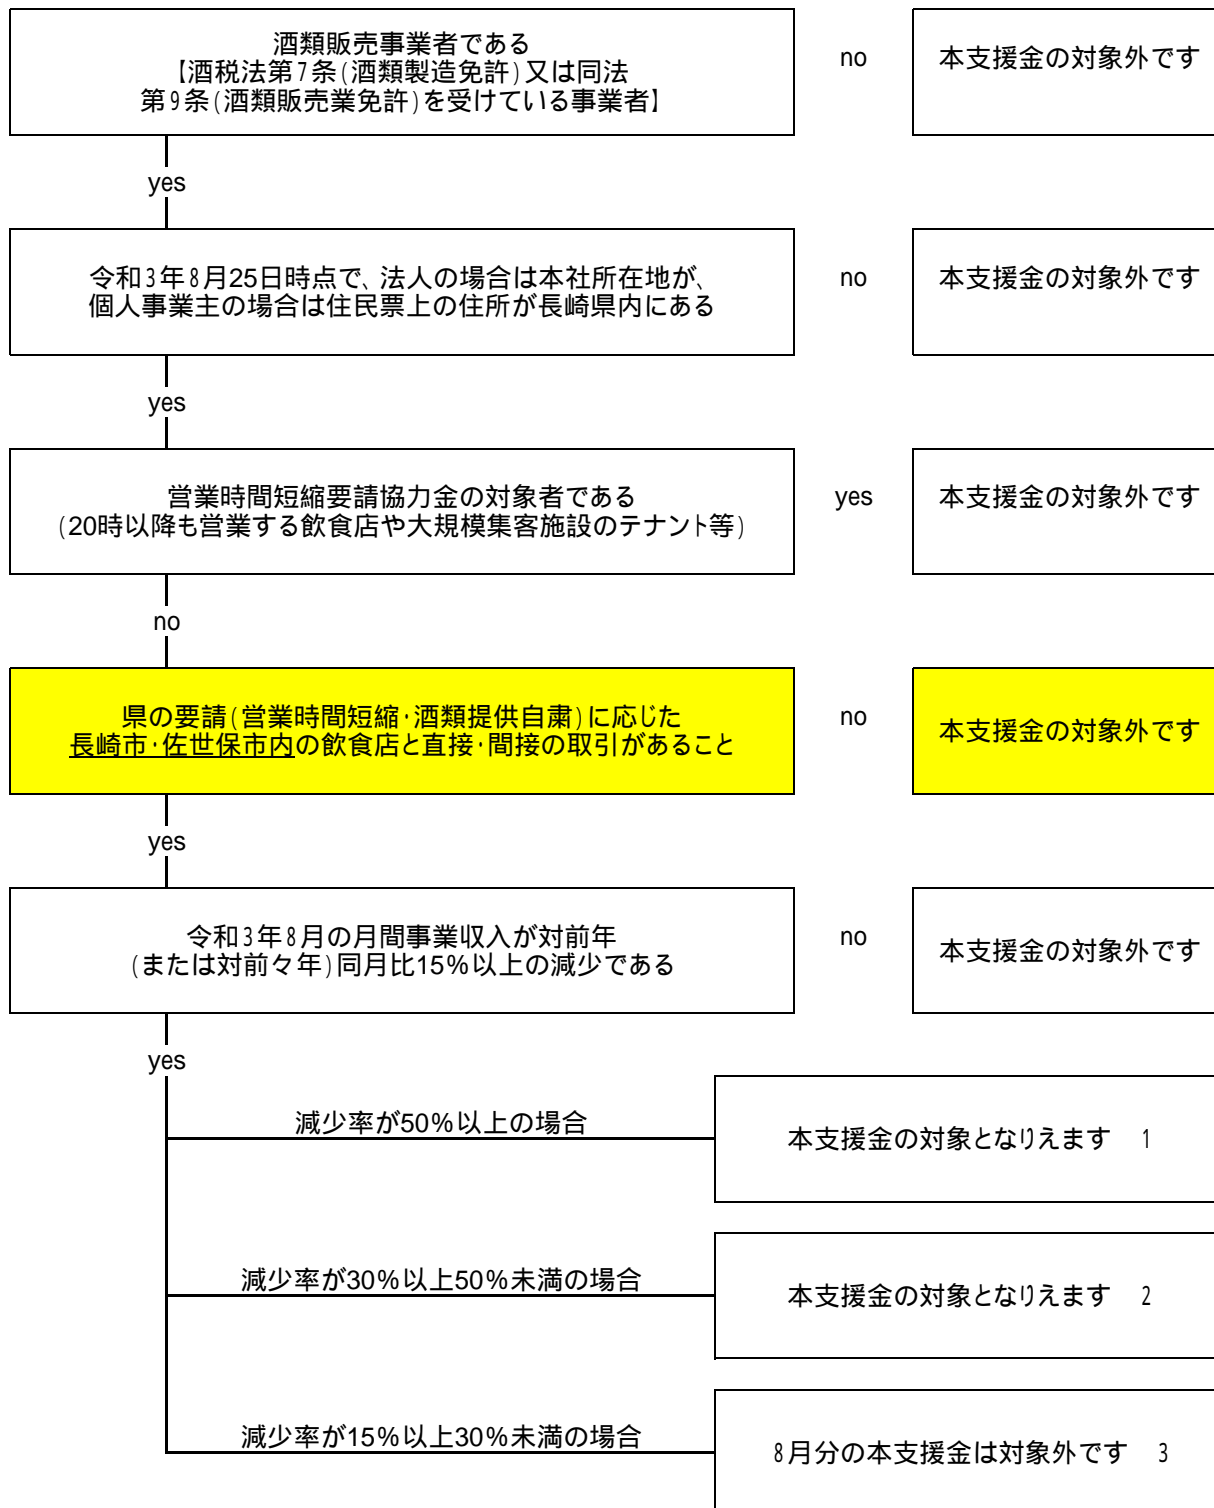 酒類販売事業者である
【酒税法第7条(酒類製造免許)又は同法
第9条(酒類販売業免許)を受けている事業者】
no
本支援金の対象外です
yes
令和3年8月25日時点で、法人の場合は本社所在地が、
個人事業主の場合は住民票上の住所が長崎県内にある
no
本支援金の対象外です
yes
営業時間短縮要請協力金の対象者である
(20時以降も営業する飲食店や大規模集客施設のテナント等)
yes
本支援金の対象外です
no
県の要請(営業時間短縮・酒類提供自粛)に応じた
長崎市・佐世保市内の飲食店と直接・間接の取引があること
no
本支援金の対象外です
yes
令和3年8月の月間事業収入が対前年
(または対前々年)同月比15%以上の減少である
no
本支援金の対象外です
yes
減少率が50%以上の場合
本支援金の対象となりえます 1
減少率が30%以上50%未満の場合
本支援金の対象となりえます 2
減少率が15%以上30%未満の場合
8月分の本支援金は対象外です 3